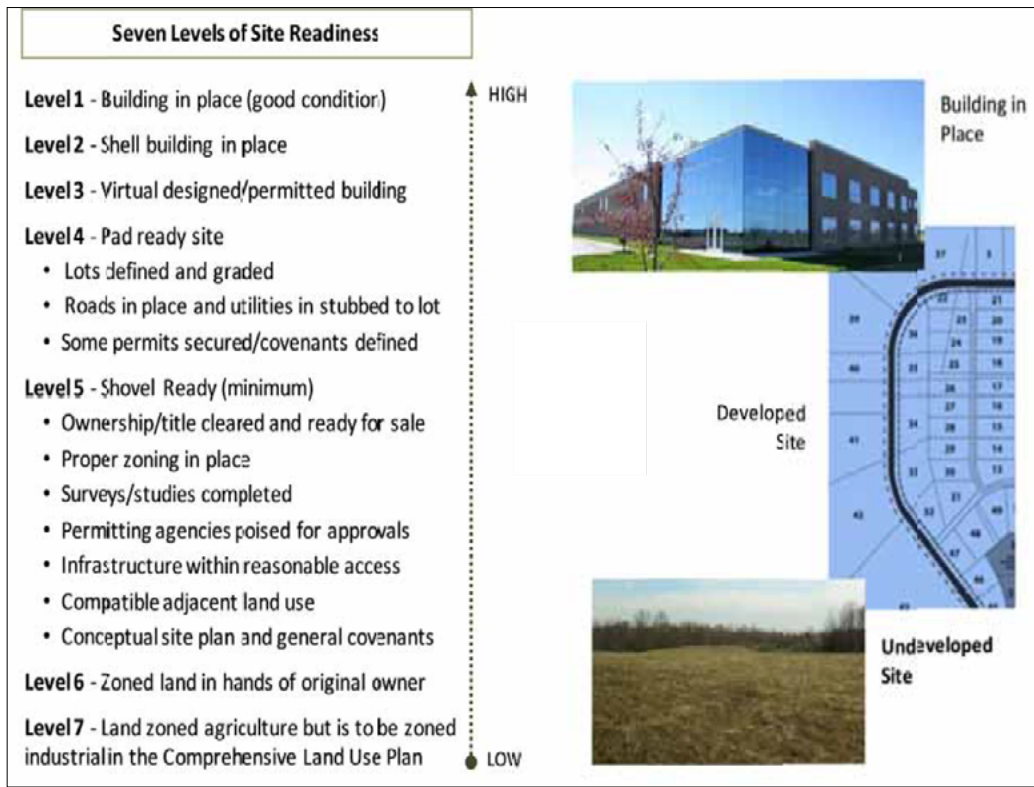 Seven Levels of Site Readiness
Level 1 - Building in place (good condition)
Level 2 - Shell building in place
Level 3 - Virtual designed/permitted building
Level 4 - Pad ready site
• Lots defined and graded
• Roads in place and utilities in stubbed to lot
• Some permits secured/covenants defined
Level 5 - Shovel Ready (minimum)
• Ownership/title cleared and ready for sale
• Proper zoning in place
• Surveys/studies completed
• Permitting agencies poised for approvals
• Infrastructure within reasonable access
• Compatible adjacent land use
• Conceptual site plan and general covenants
Level 6 - Zoned land in hands of original owner
Level 7 - Land zoned agriculture but is to be zoned
industrial in the Comprehensive Land Use Plan
HIGH
LOW
Building in
Place
Developed
Site
Undeveloped
Site